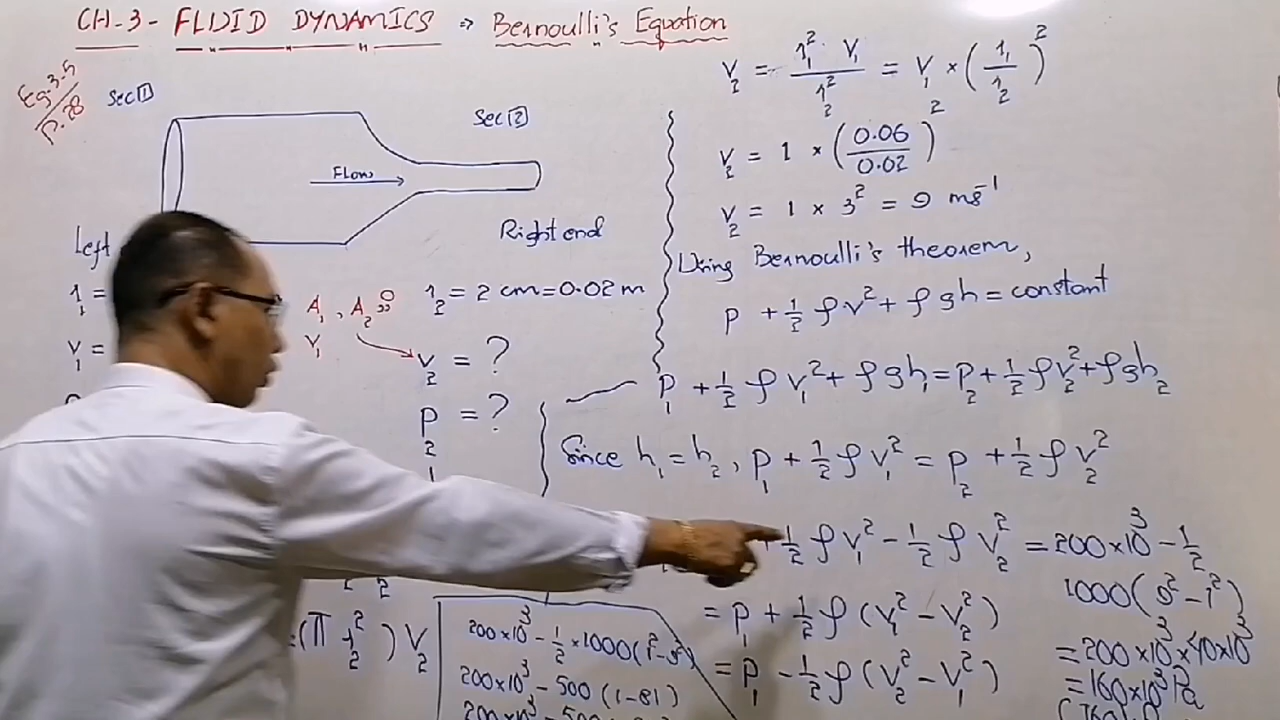 CH-3- FLUID DYNAMICS ⇒ Bernoulli's Equation
Eg:3.5
P.28
Sec[1]
Sec[2]
Flow
Left
Right end
r₁ =
A₁, A₂
r₂ = 2 cm = 0.02 m
v₁ =
v₁
v₂ = ?
p₂ = ?
= (π r₂²) v₂
200×10³ - ½ × 1000 (1² - 9²)
200×10³ - 500 (1 - 81)
v₂ = r₁² v₁ / r₂² = v₁ × (r₁/r₂)²
v₂ = 1 × (0.06/0.02)
v₂ = 1 × 3² = 9 ms⁻¹
Using Bernoulli's theorem,
p + ½ ρ v² + ρgh = constant
p₁ + ½ ρ v₁² + ρgh₁ = p₂ + ½ ρ v₂² + ρgh₂
Since h₁ = h₂, p₁ + ½ ρ v₁² = p₂ + ½ ρ v₂²
+ ½ ρ v₁² - ½ ρ v₂² = 200×10³ - ½
1000 (9² - 1²)
= p₁ + ½ ρ (v₁² - v₂²)
= 200×10³ × 40×10³
= p₁ - ½ ρ (v₂² - v₁²)
= 160×10³ Pa